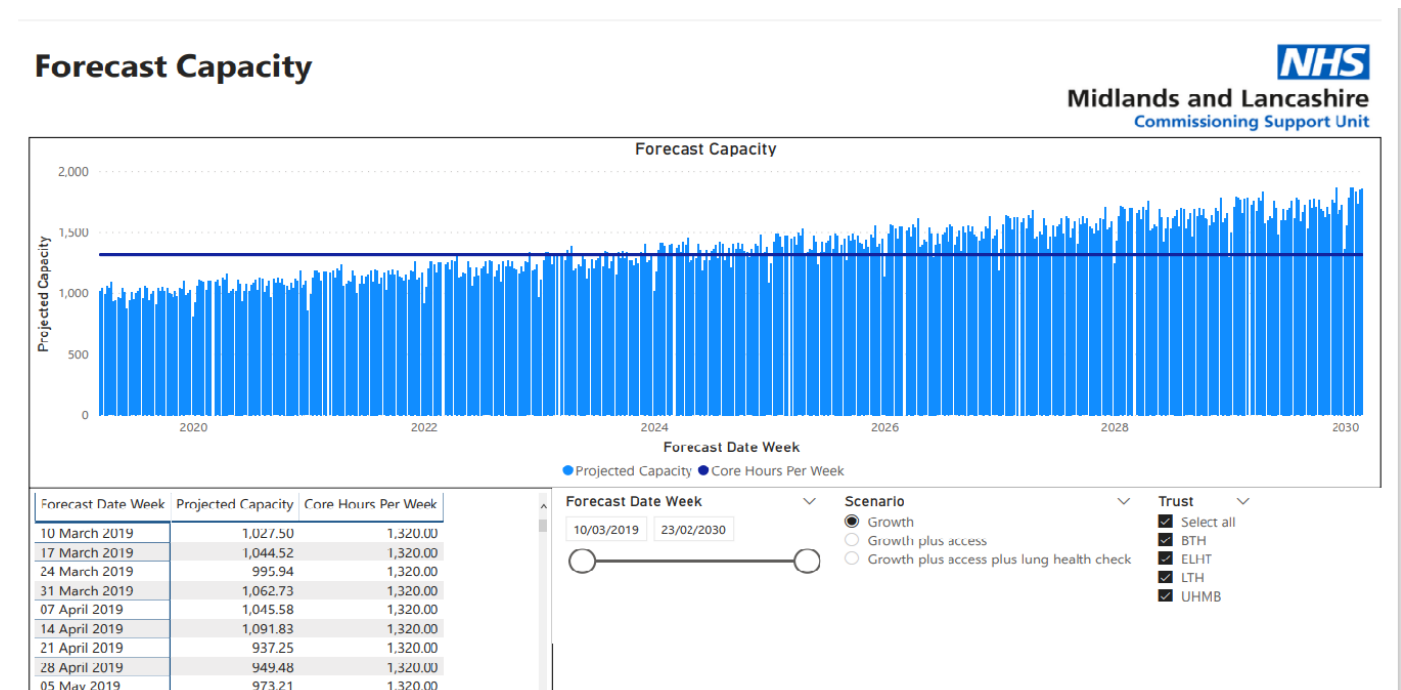 Forecast Capacity
NHS
Midlands and Lancashire
Commissioning Support Unit
Forecast Capacity
2,000
1,500
1,000
500
0
Projected Capacity
2020 2022 2024 2026 2028 2030
Forecast Date Week
Projected Capacity Core Hours Per Week
Forecast Date Week Projected Capacity Core Hours Per Week
10 March 2019 1,027.50 1,320.00
17 March 2019 1,044.52 1,320.00
24 March 2019 995.94 1,320.00
31 March 2019 1,062.73 1,320.00
07 April 2019 1,045.58 1,320.00
14 April 2019 1,091.83 1,320.00
21 April 2019 937.25 1,320.00
28 April 2019 949.48 1,320.00
05 May 2019 973.21 1,320.00
Forecast Date Week
10/03/2019 23/02/2030
Scenario
Growth
Growth plus access
Growth plus access plus lung health check
Trust
Select all
BTH
ELHT
LTH
UHMB